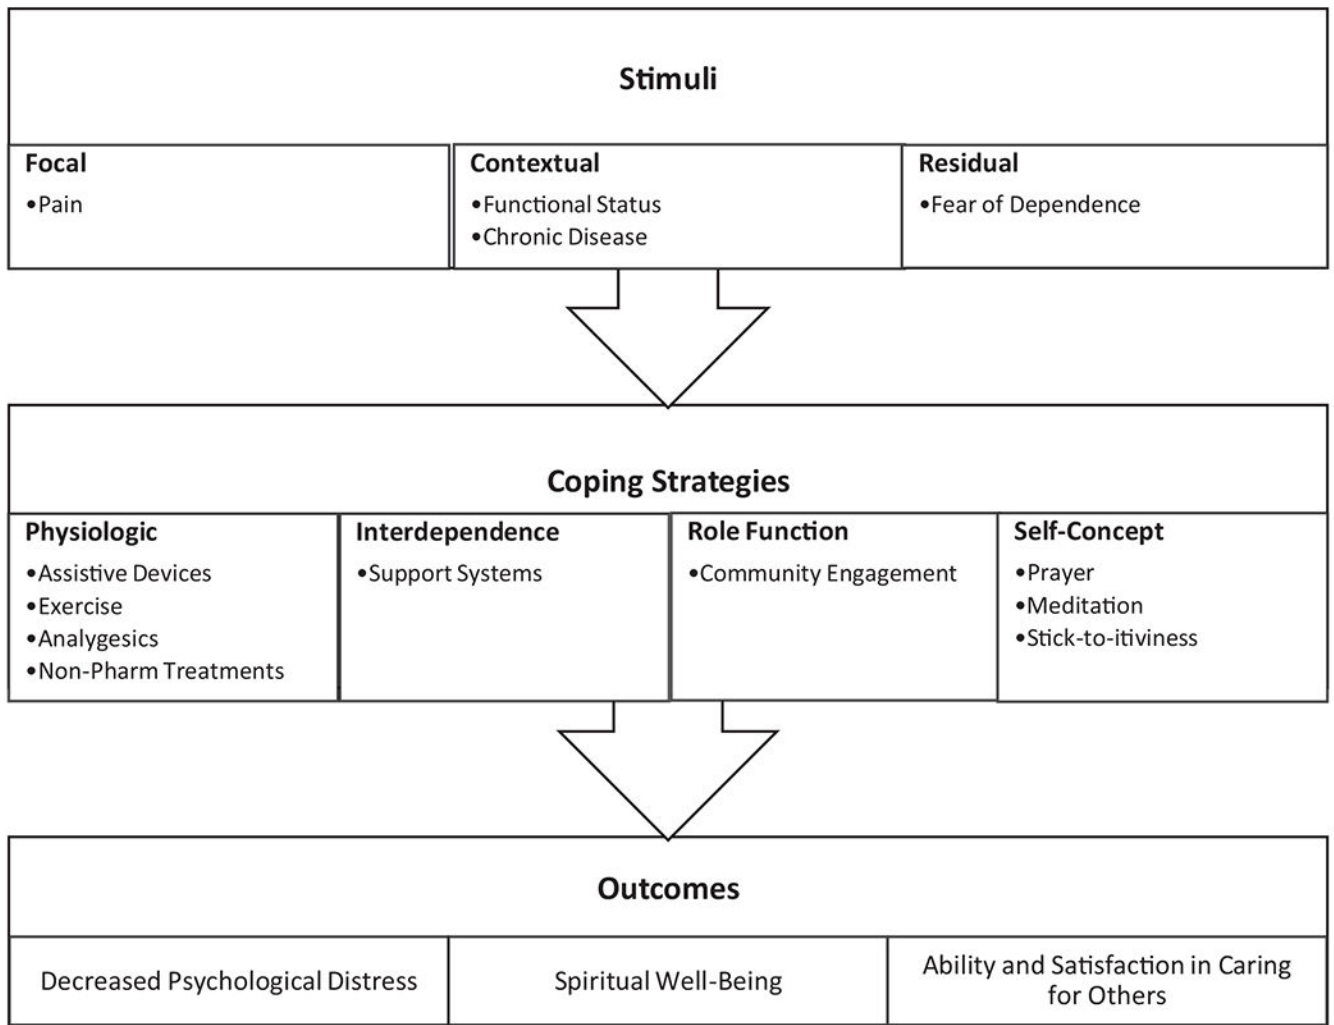 Stimuli
Focal
•Pain
Contextual
•Functional Status
•Chronic Disease
Residual
•Fear of Dependence
Coping Strategies
Physiologic
•Assistive Devices
•Exercise
•Analygesics
•Non-Pharm Treatments
Interdependence
•Support Systems
Role Function
•Community Engagement
Self-Concept
•Prayer
•Meditation
•Stick-to-itiviness
Outcomes
Decreased Psychological Distress
Spiritual Well-Being
Ability and Satisfaction in Caring
for Others